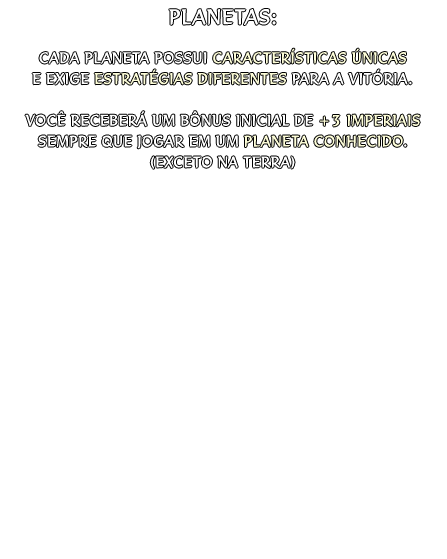 PLANETAS:
CADA PLANETA POSSUI CARACTERÍSTICAS ÚNICAS
E EXIGE ESTRATÉGIAS DIFERENTES PARA A VITÓRIA.
VOCÊ RECEBERÁ UM BÔNUS INICIAL DE +3 IMPERIAIS
SEMPRE QUE JOGAR EM UM PLANETA CONHECIDO.
(EXCETO NA TERRA)